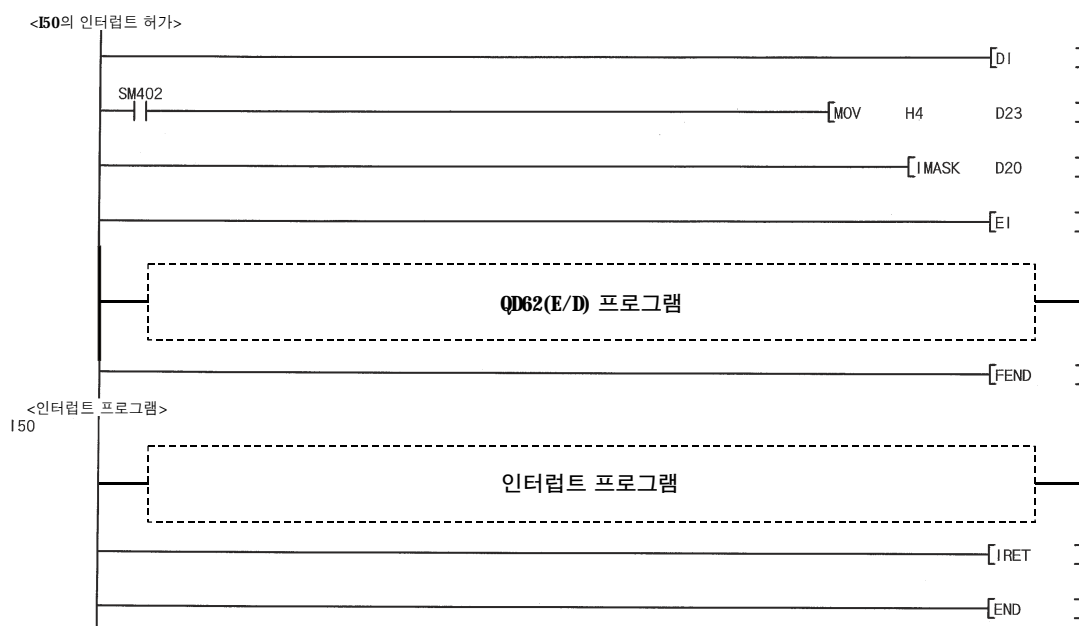 <I50의 인터럽트 허가>
DI
SM402
MOV H4 D23
IMASK D20
EI
QD62(E/D) 프로그램
FEND
<인터럽트 프로그램>
I50
인터럽트 프로그램
IRET
END